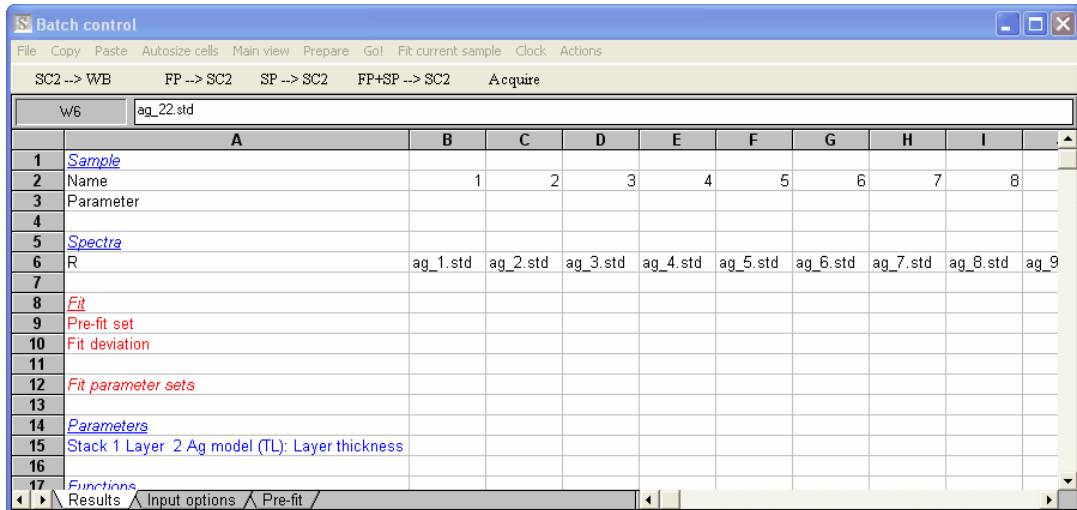 Batch control
File Copy Paste Autosize cells Main view Prepare Go! Fit current sample Clock Actions
SC2 --> WB FP --> SC2 SP --> SC2 FP+SP --> SC2 Acquire
W6 ag_22.std
A B C D E F G H I
1 Sample
2 Name 1 2 3 4 5 6 7 8
3 Parameter
4
5 Spectra
6 R ag_1.std ag_2.std ag_3.std ag_4.std ag_5.std ag_6.std ag_7.std ag_8.std ag_9
7
8 Fit
9 Pre-fit set
10 Fit deviation
11
12 Fit parameter sets
13
14 Parameters
15 Stack 1 Layer 2 Ag model (TL): Layer thickness
16
17 Functions
Results Input options Pre-fit